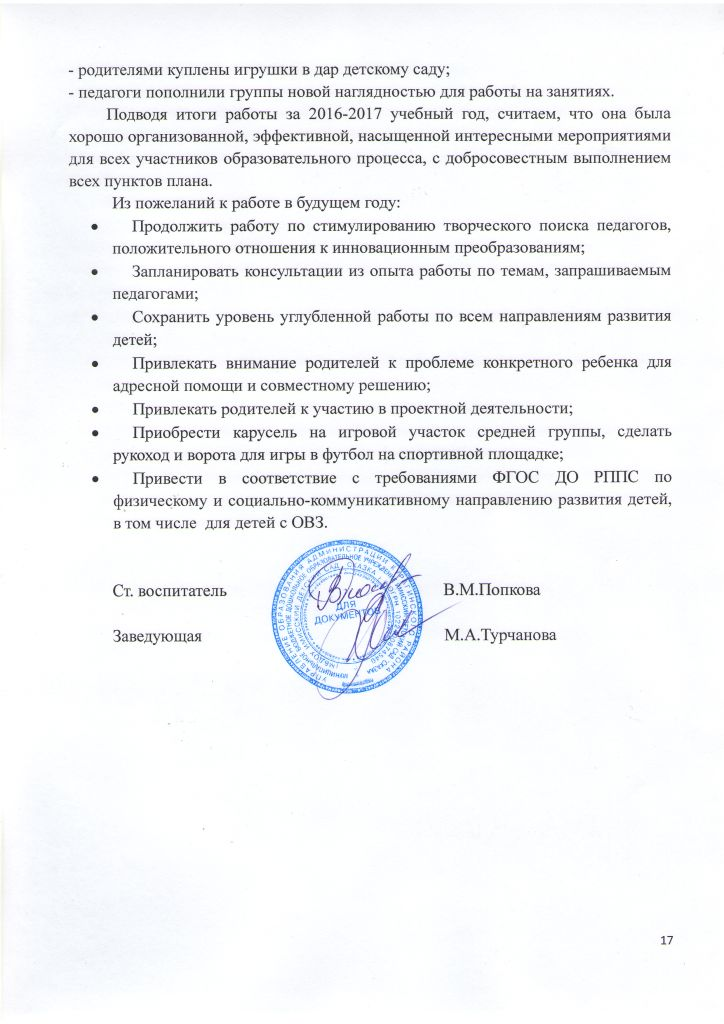 - родителями куплены игрушки в дар детскому саду;
- педагоги пополнили группы новой наглядностью для работы на занятиях.
Подводя итоги работы за 2016-2017 учебный год, считаем, что она была
хорошо организованной, эффективной, насыщенной интересными мероприятиями
для всех участников образовательного процесса, с добросовестным выполнением
всех пунктов плана.
Из пожеланий к работе в будущем году:
• Продолжить работу по стимулированию творческого поиска педагогов,
положительного отношения к инновационным преобразованиям;
• Запланировать консультации из опыта работы по темам, запрашиваемым
педагогами;
• Сохранить уровень углубленной работы по всем направлениям развития
детей;
• Привлекать внимание родителей к проблеме конкретного ребенка для
адресной помощи и совместному решению;
• Привлекать родителей к участию в проектной деятельности;
• Приобрести карусель на игровой участок средней группы, сделать
рукоход и ворота для игры в футбол на спортивной площадке;
• Привести в соответствие с требованиями ФГОС ДО РППС по
физическому и социально-коммуникативному направлению развития детей,
в том числе для детей с ОВЗ.
Ст. воспитатель В.М.Попкова
УПРАВЛЕНИЕ ОБРАЗОВАНИЯ АДМИНИСТРАЦИИ КУРАГИНСКОГО РАЙОНА
ДЛЯ
ДОКУМЕНТОВ
Заведующая М.А.Турчанова
17